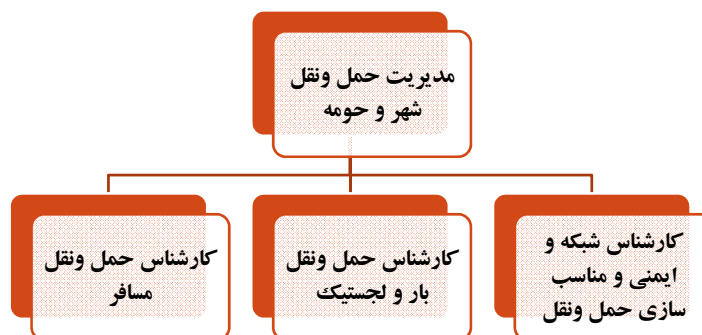 مدیریت حمل ونقل
شهر و حومه
کارشناس شبکه و
ایمنی و مناسب
سازی حمل ونقل
کارشناس حمل ونقل
بار و لجستیک
کارشناس حمل ونقل
مسافر